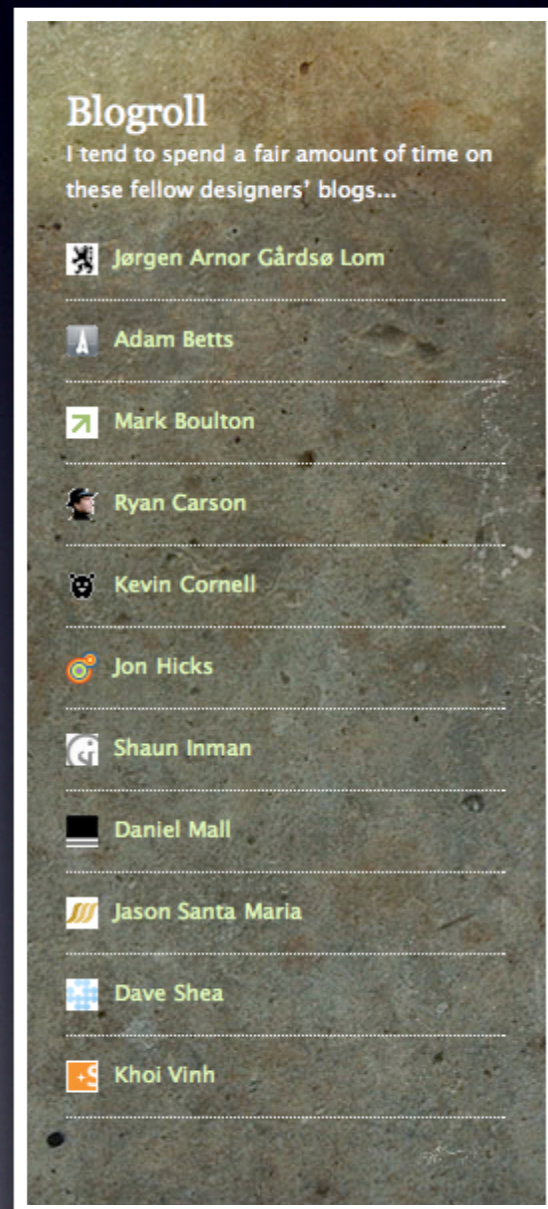 Blogroll
I tend to spend a fair amount of time on
these fellow designers’ blogs...
Jørgen Arnor Gårdsø Lom
Adam Betts
Mark Boulton
Ryan Carson
Kevin Cornell
Jon Hicks
Shaun Inman
Daniel Mall
Jason Santa Maria
Dave Shea
Khoi Vinh